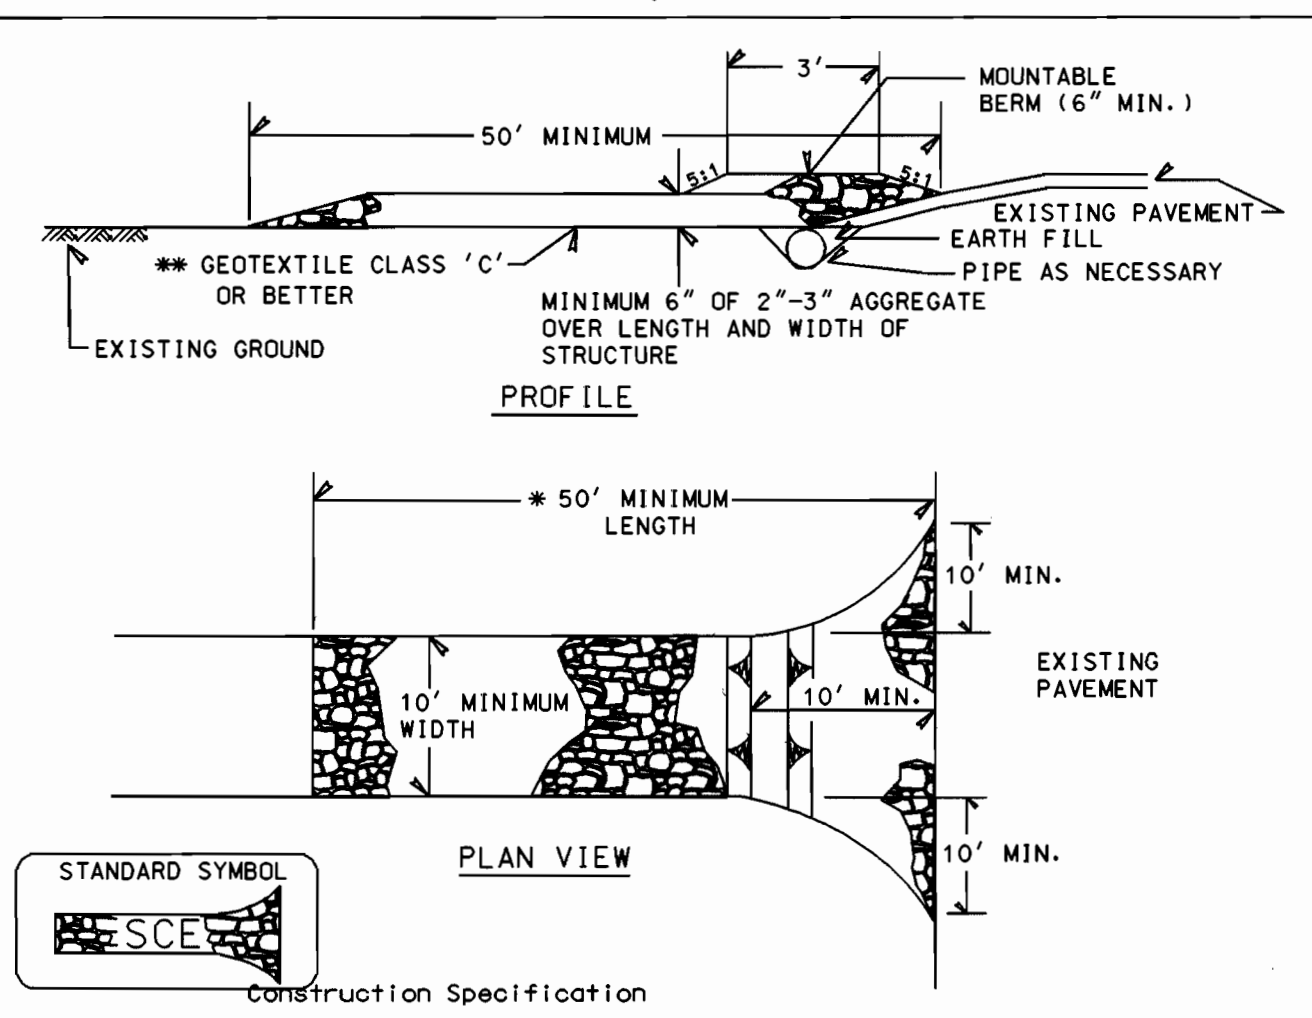 3'
MOUNTABLE
BERM (6" MIN.)
50' MINIMUM
5:1
5:1
EXISTING PAVEMENT
EARTH FILL
** GEOTEXTILE CLASS 'C'
OR BETTER
PIPE AS NECESSARY
MINIMUM 6" OF 2"-3" AGGREGATE
OVER LENGTH AND WIDTH OF
STRUCTURE
EXISTING GROUND
PROFILE
* 50' MINIMUM
LENGTH
10' MIN.
EXISTING
PAVEMENT
10' MINIMUM
WIDTH
10' MIN.
10' MIN.
PLAN VIEW
STANDARD SYMBOL
SCE
Construction Specification